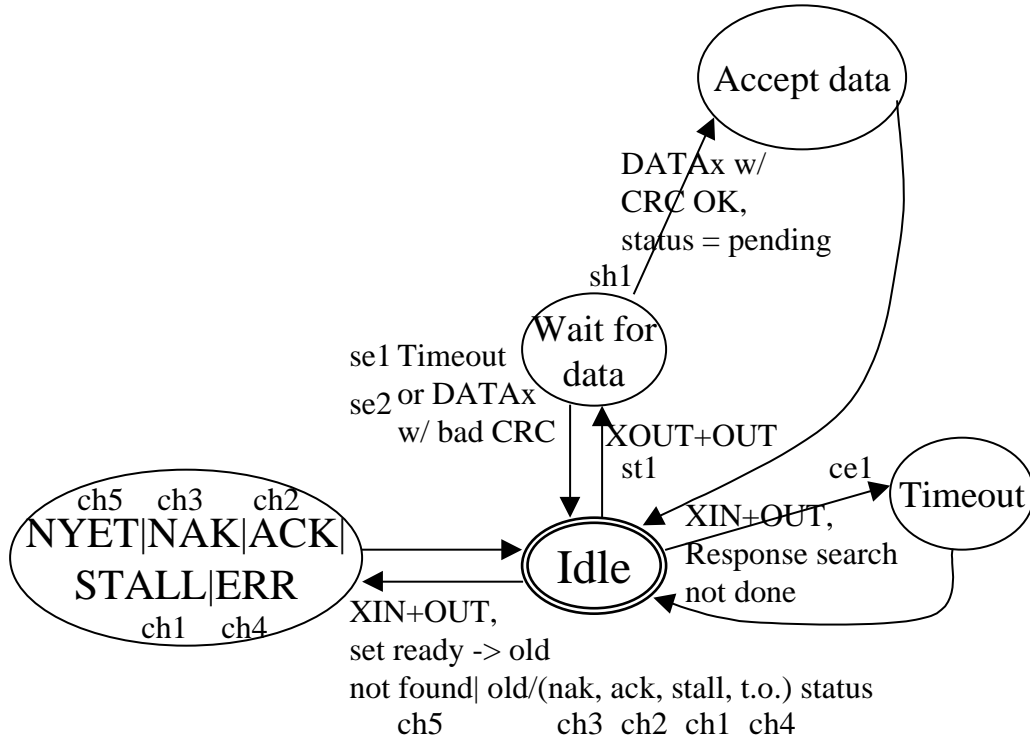 Accept data
DATAx w/
CRC OK,
status = pending
sh1
Wait for
data
se1 Timeout
se2 or DATAx
w/ bad CRC
XOUT+OUT
st1
ce1
Timeout
ch5 ch3 ch2
NYET|NAK|ACK|
STALL|ERR
ch1 ch4
Idle
XIN+OUT,
Response search
not done
XIN+OUT,
set ready -> old
not found| old/(nak, ack, stall, t.o.) status
ch5 ch3 ch2 ch1 ch4